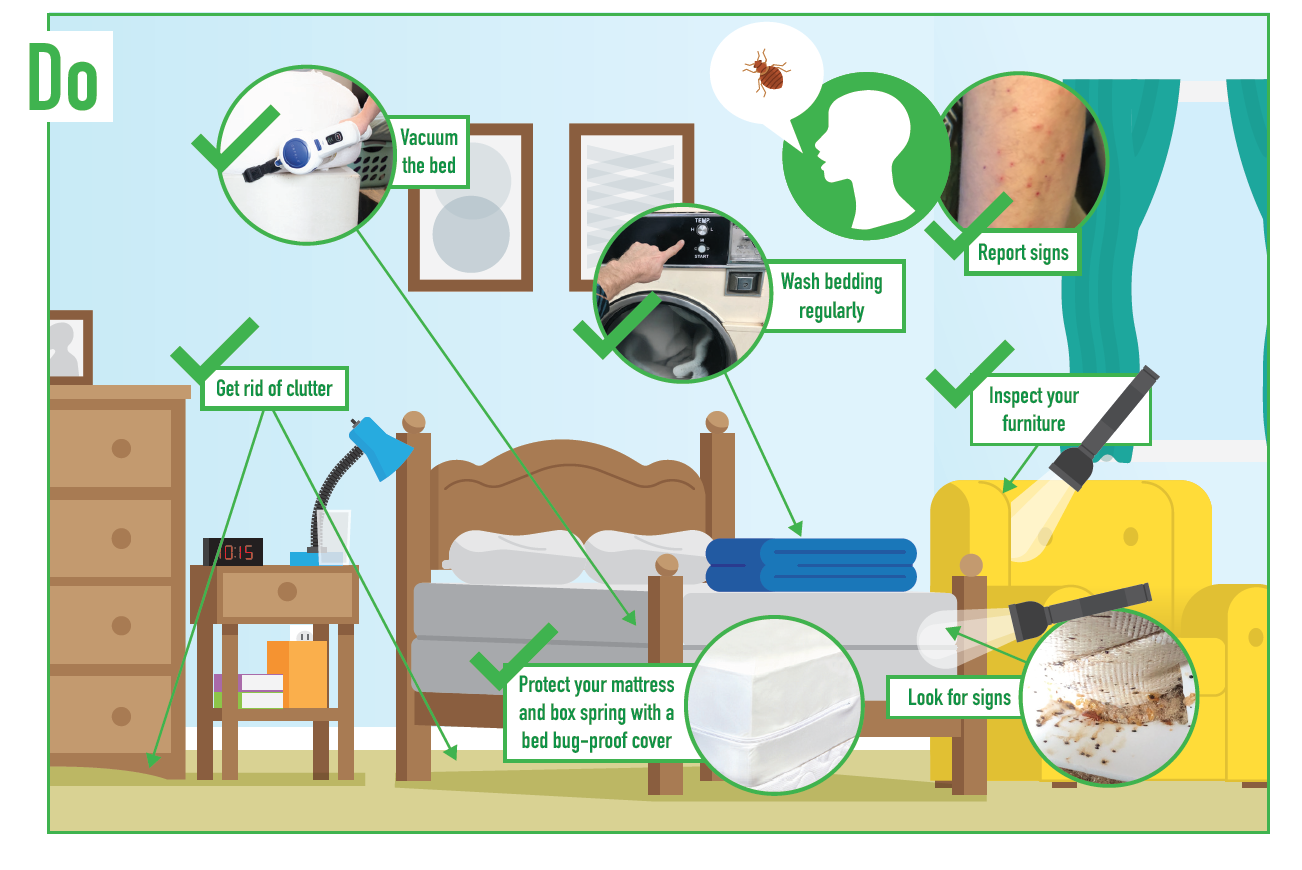 Do
Vacuum
the bed
TEMP.
H
L
START
Report signs
Wash bedding
regularly
Get rid of clutter
Inspect your
furniture
10:15
Protect your mattress
and box spring with a
bed bug-proof cover
Look for signs